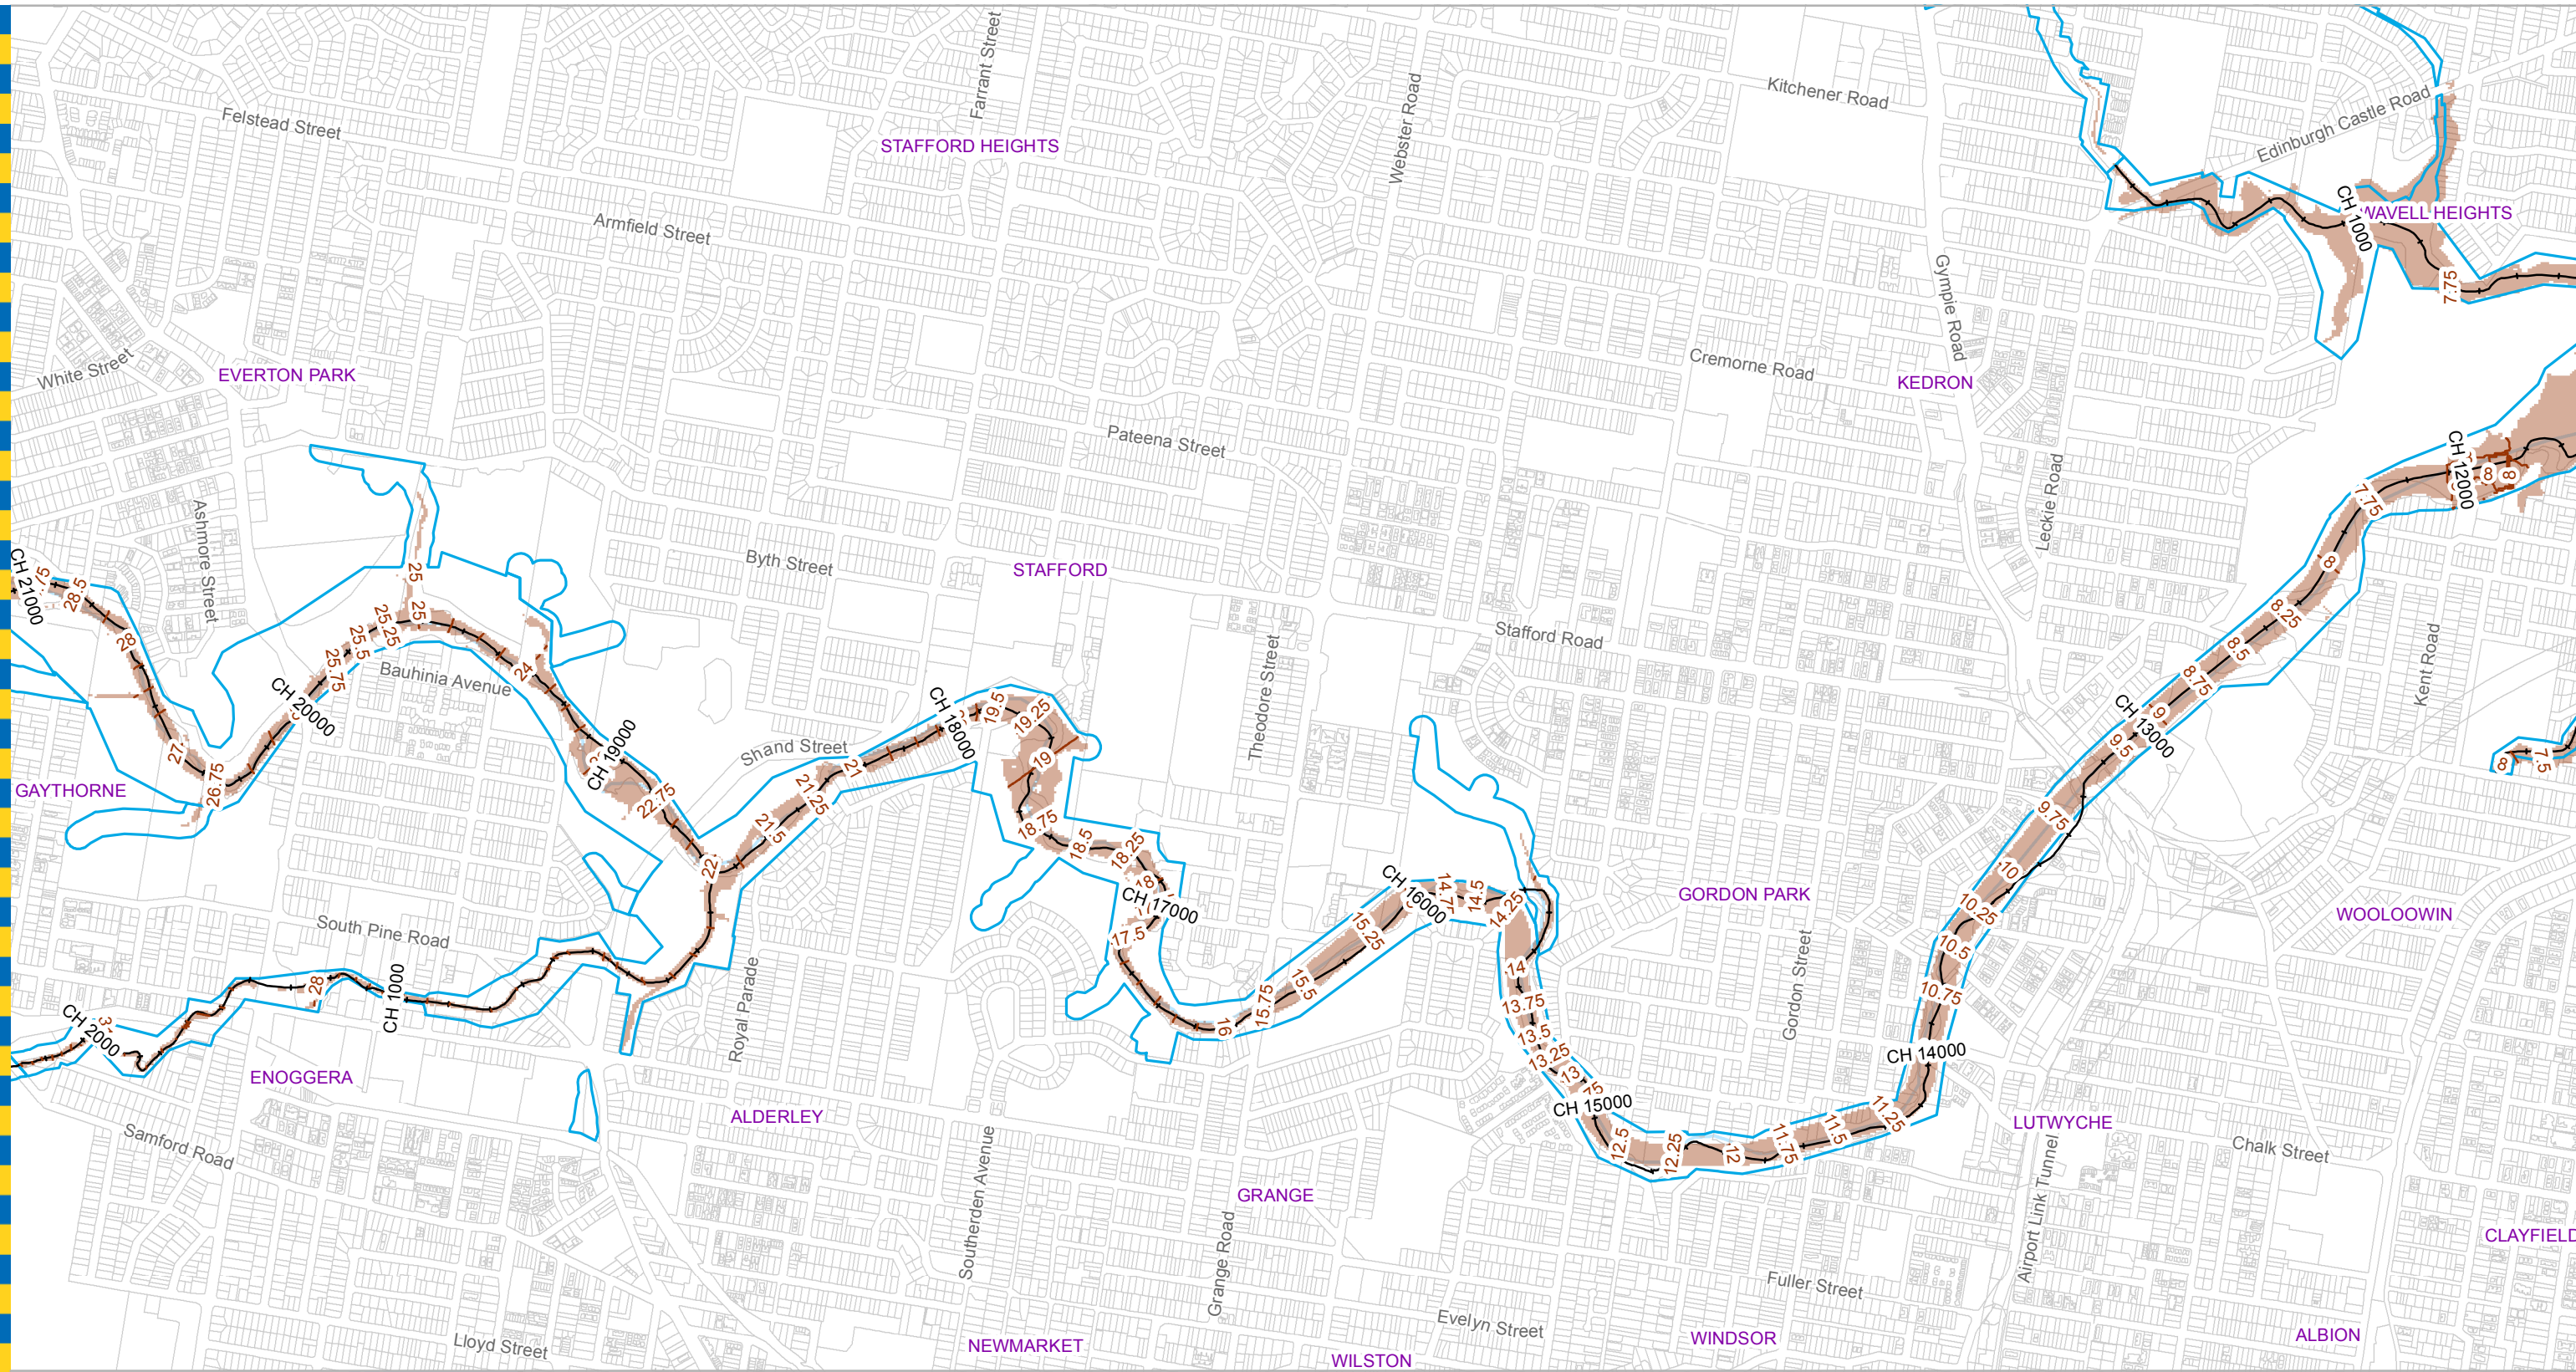 Farrant Street
Felstead Street
STAFFORD HEIGHTS
Webster Road
Kitchener Road
Edinburgh Castle Road
Armfield Street
CH 1000
WAVELL HEIGHTS
7.75
Gympie Road
White Street
EVERTON PARK
Cremorne Road
KEDRON
Pateena Street
Leckie Road
CH 12000
8
8
7.75
8
8.25
8.5
8.75
9
CH 13000
9.5
9.75
10
10.25
10.5
10.75
CH 14000
11.25
11.5
11.75
12
12.25
12.5
CH 15000
13.25
13.5
13.75
14
14.25
14.5
14.75
CH 16000
15.25
15.5
15.75
16
17.5
CH 17000
18
18.25
18.5
18.75
19
19.25
19.5
CH 18000
21
21.25
21.5
22
22.75
CH 19000
24
25
25
25.25
25.5
25.75
CH 20000
26.75
27
28
28.5
CH 21000
Ashmore Street
Byth Street
STAFFORD
Stafford Road
Theodore Street
Bauhinia Avenue
Shand Street
Kent Road
8
7.5
GAYTHORNE
GORDON PARK
WOOLOOWIN
South Pine Road
Gordon Street
28
CH 1000
CH 2000
Royal Parade
ENOGGERA
ALDERLEY
LUTWYCHE
Samford Road
Southerden Avenue
Chalk Street
Airport Link Tunnel
GRANGE
Grange Road
CLAYFIELD
Fuller Street
Evelyn Street
Lloyd Street
NEWMARKET
WILSTON
WINDSOR
ALBION